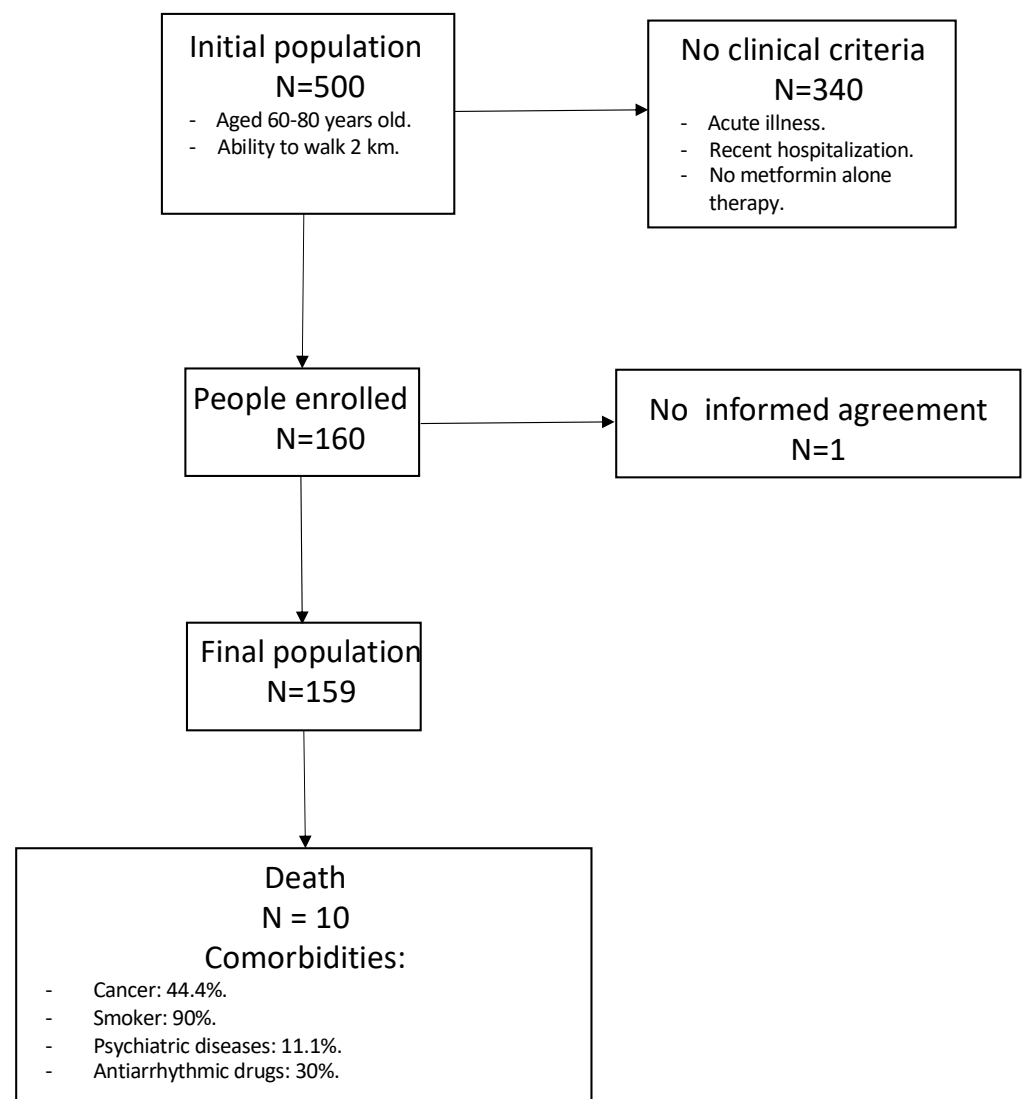 Initial population
N=500
- Aged 60-80 years old.
- Ability to walk 2 km.
No clinical criteria
N=340
- Acute illness.
- Recent hospitalization.
- No metformin alone
therapy.
People enrolled
N=160
No informed agreement
N=1
Final population
N=159
Death
N = 10
Comorbidities:
- Cancer: 44.4%.
- Smoker: 90%.
- Psychiatric diseases: 11.1%.
- Antiarrhythmic drugs: 30%.